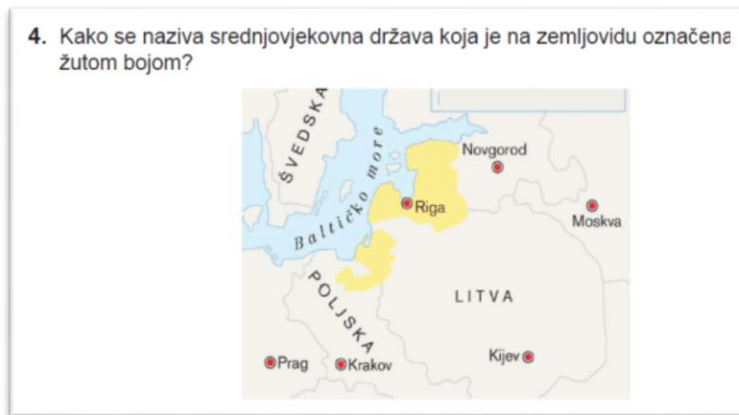 4. Kako se naziva srednjovjekovna država koja je na zemljovidu označena
žutom bojom?
ŠVEDSKA
Baltičko more
Novgorod
Riga
Moskva
POLJSKA
LITVA
Prag
Krakov
Kijev